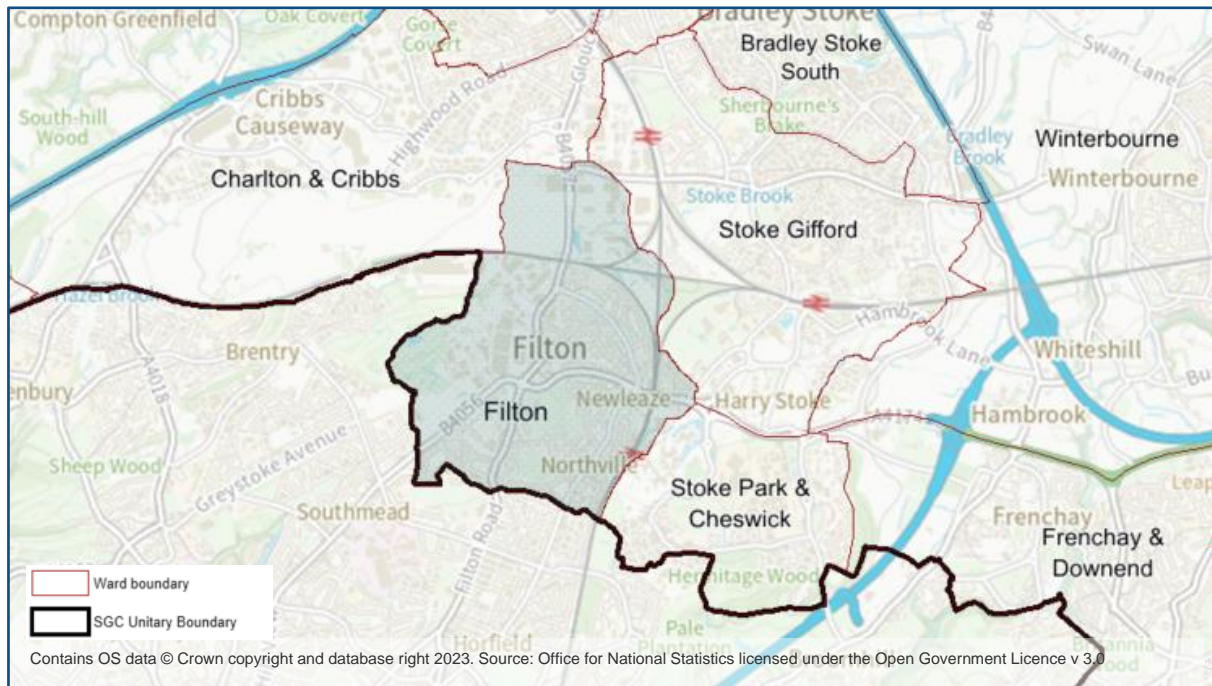 Compton Greenfield
Oak Covert
Gorse
Covert
Bradley Stoke
Bradley Stoke
South
Swan Lane
South-hill
Wood
Cribbs
Causeway
Highwood Road
Sherbourne's
Brake
Bradley
Brook
Winterbourne
Winterbourne
Charlton & Cribbs
Stoke Brook
Stoke Gifford
Hazel Brook
Hambrook Lane
Brentry
A4018
Filton
Whiteshill
Filton
B4056
Newleaze
Harry Stoke
Hambrook
Greystoke Avenue
Sheep Wood
Northville
Southmead
Filton Road
Stoke Park &
Cheswick
Frenchay
Frenchay &
Downend
Hermitage Wood
Ward boundary
SGC Unitary Boundary
Horfield
Pale
Plantation
Contains OS data © Crown copyright and database right 2023. Source: Office for National Statistics licensed under the Open Government Licence v 3.0